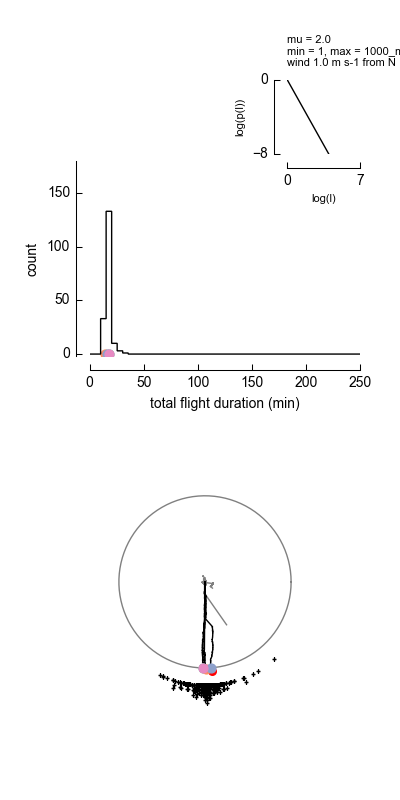 mu = 2.0
min = 1, max = 1000_m
wind 1.0 m s-1 from N
0
−8
log(p(l))
0 7
log(l)
150
100
50
0
count
0 50 100 150 200 250
total flight duration (min)